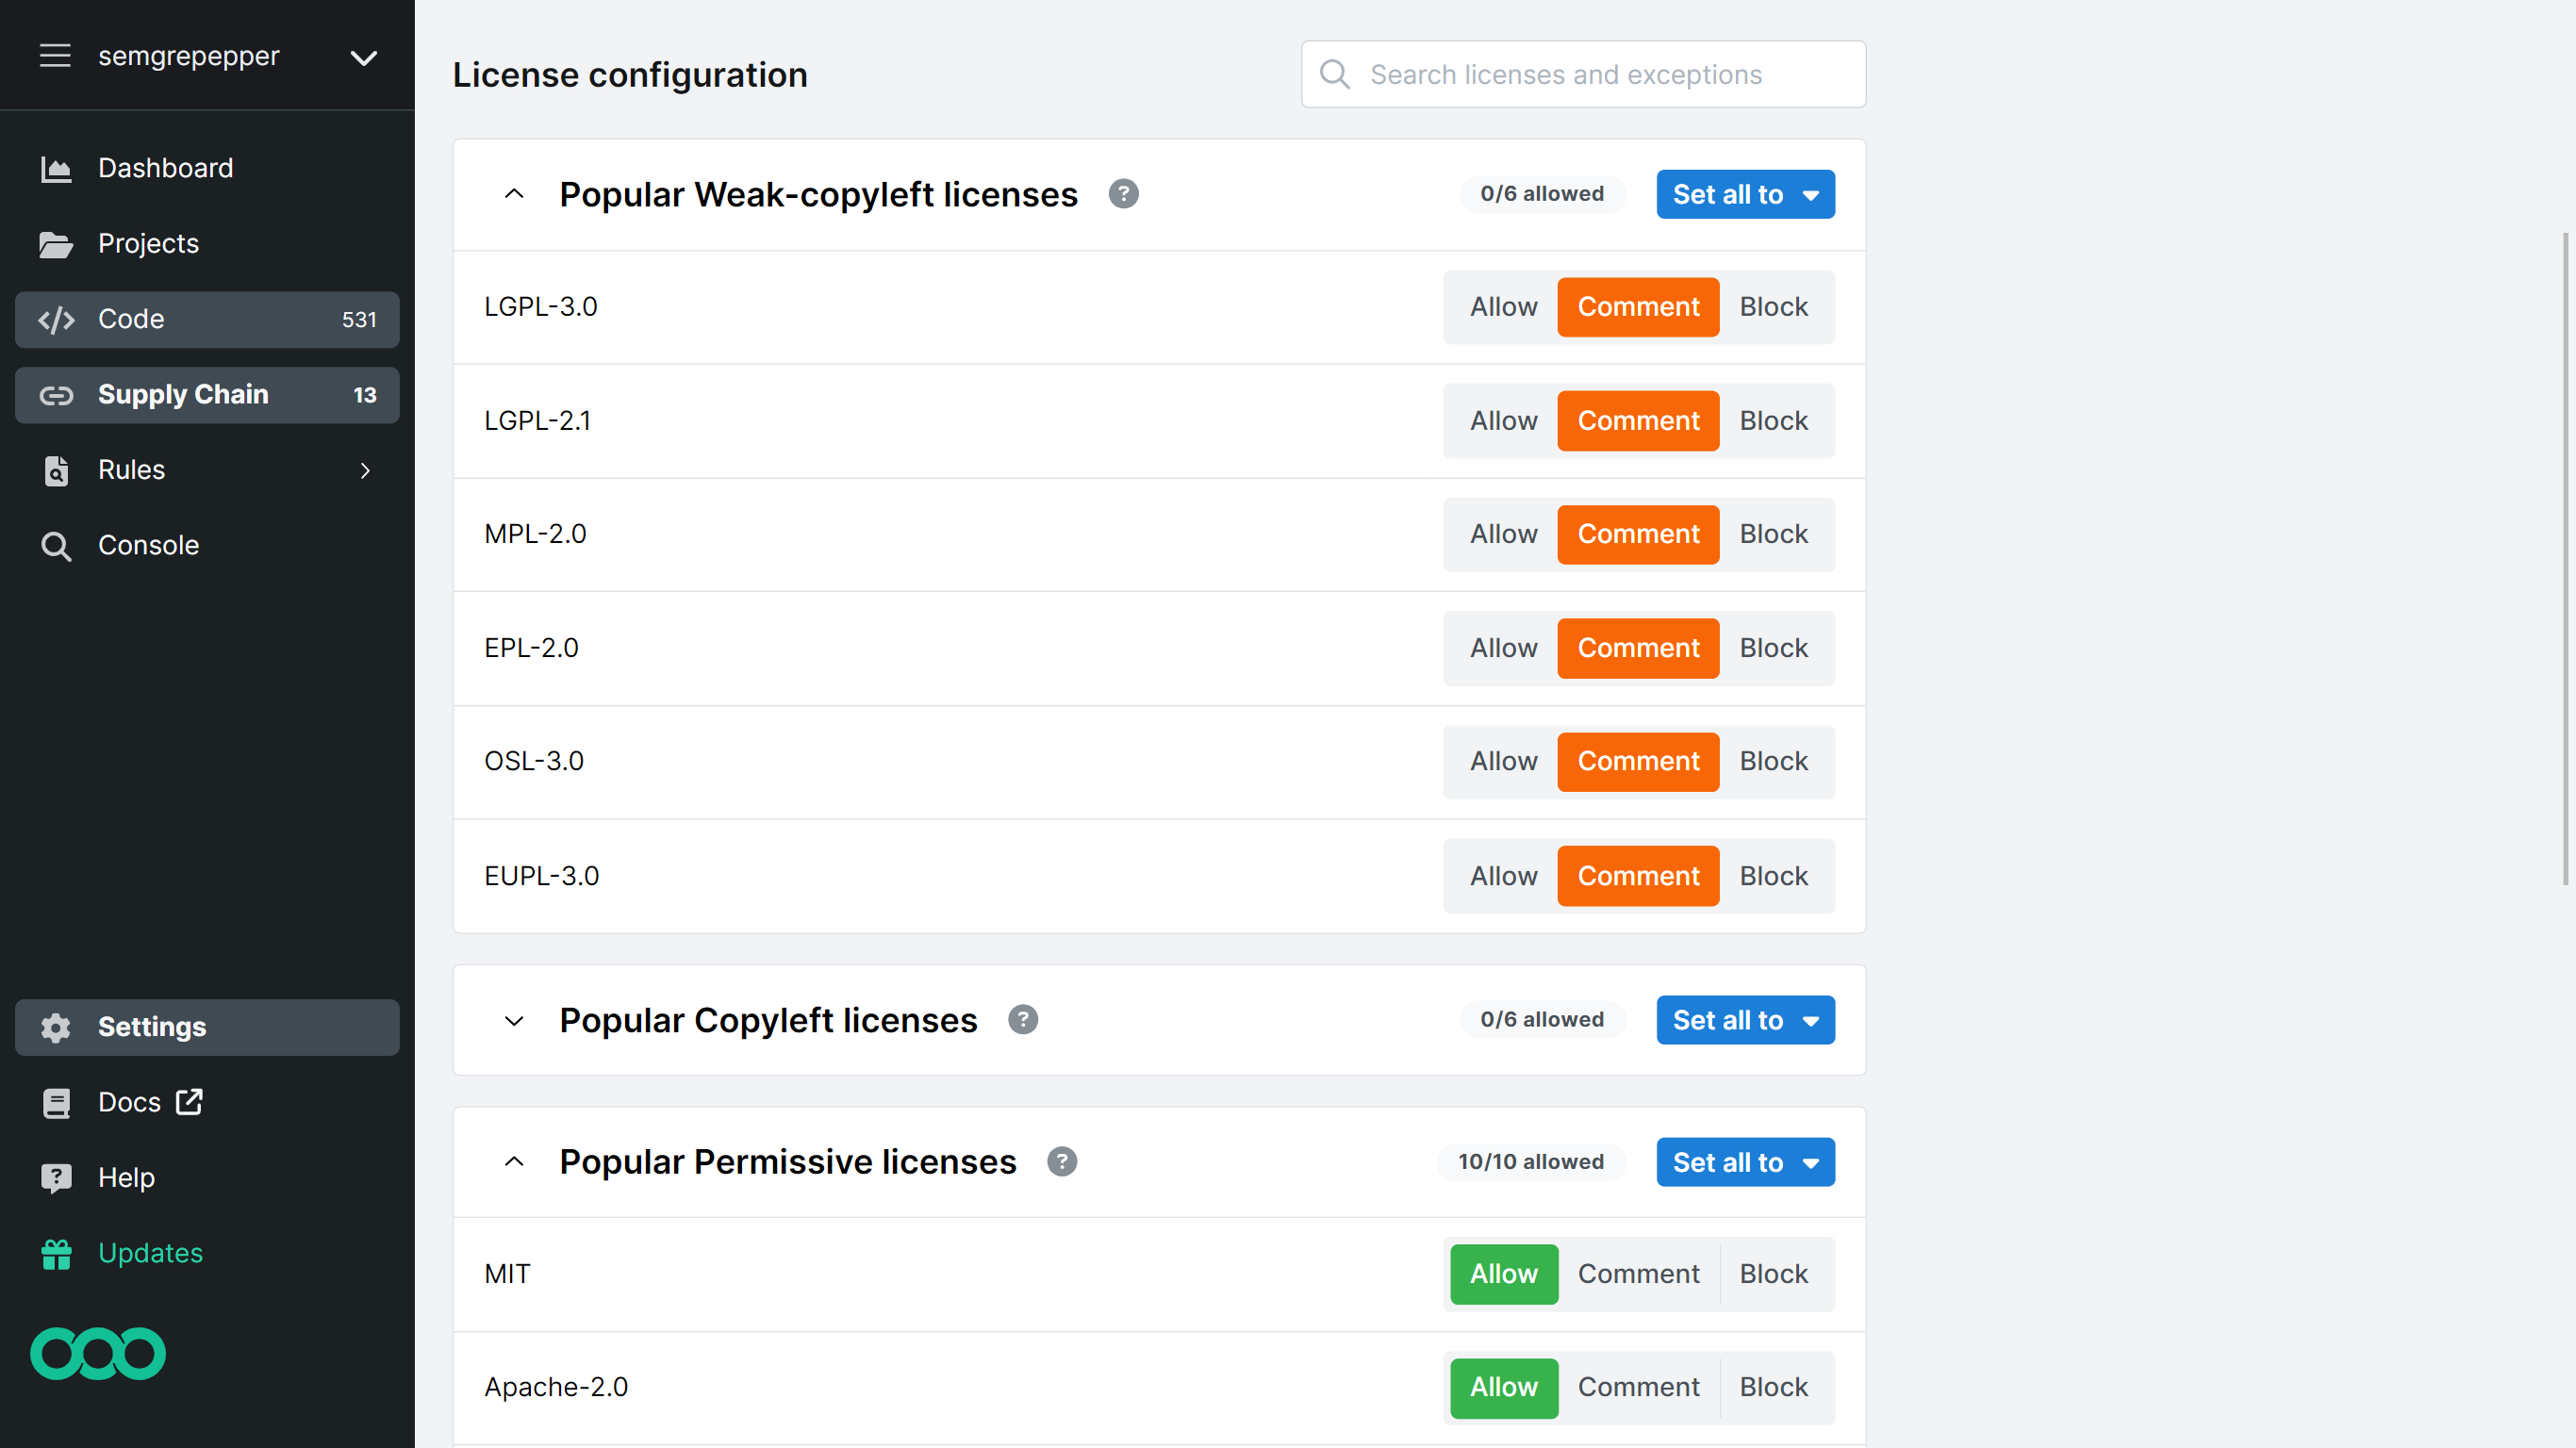 semgrepepper
Dashboard
Projects
Code 531
Supply Chain 13
Rules
Console
Settings
Docs
Help
Updates
License configuration
Search licenses and exceptions
Popular Weak-copyleft licenses ? 0/6 allowed Set all to
LGPL-3.0 Allow Comment Block
LGPL-2.1 Allow Comment Block
MPL-2.0 Allow Comment Block
EPL-2.0 Allow Comment Block
OSL-3.0 Allow Comment Block
EUPL-3.0 Allow Comment Block
Popular Copyleft licenses ? 0/6 allowed Set all to
Popular Permissive licenses ? 10/10 allowed Set all to
MIT Allow Comment Block
Apache-2.0 Allow Comment Block